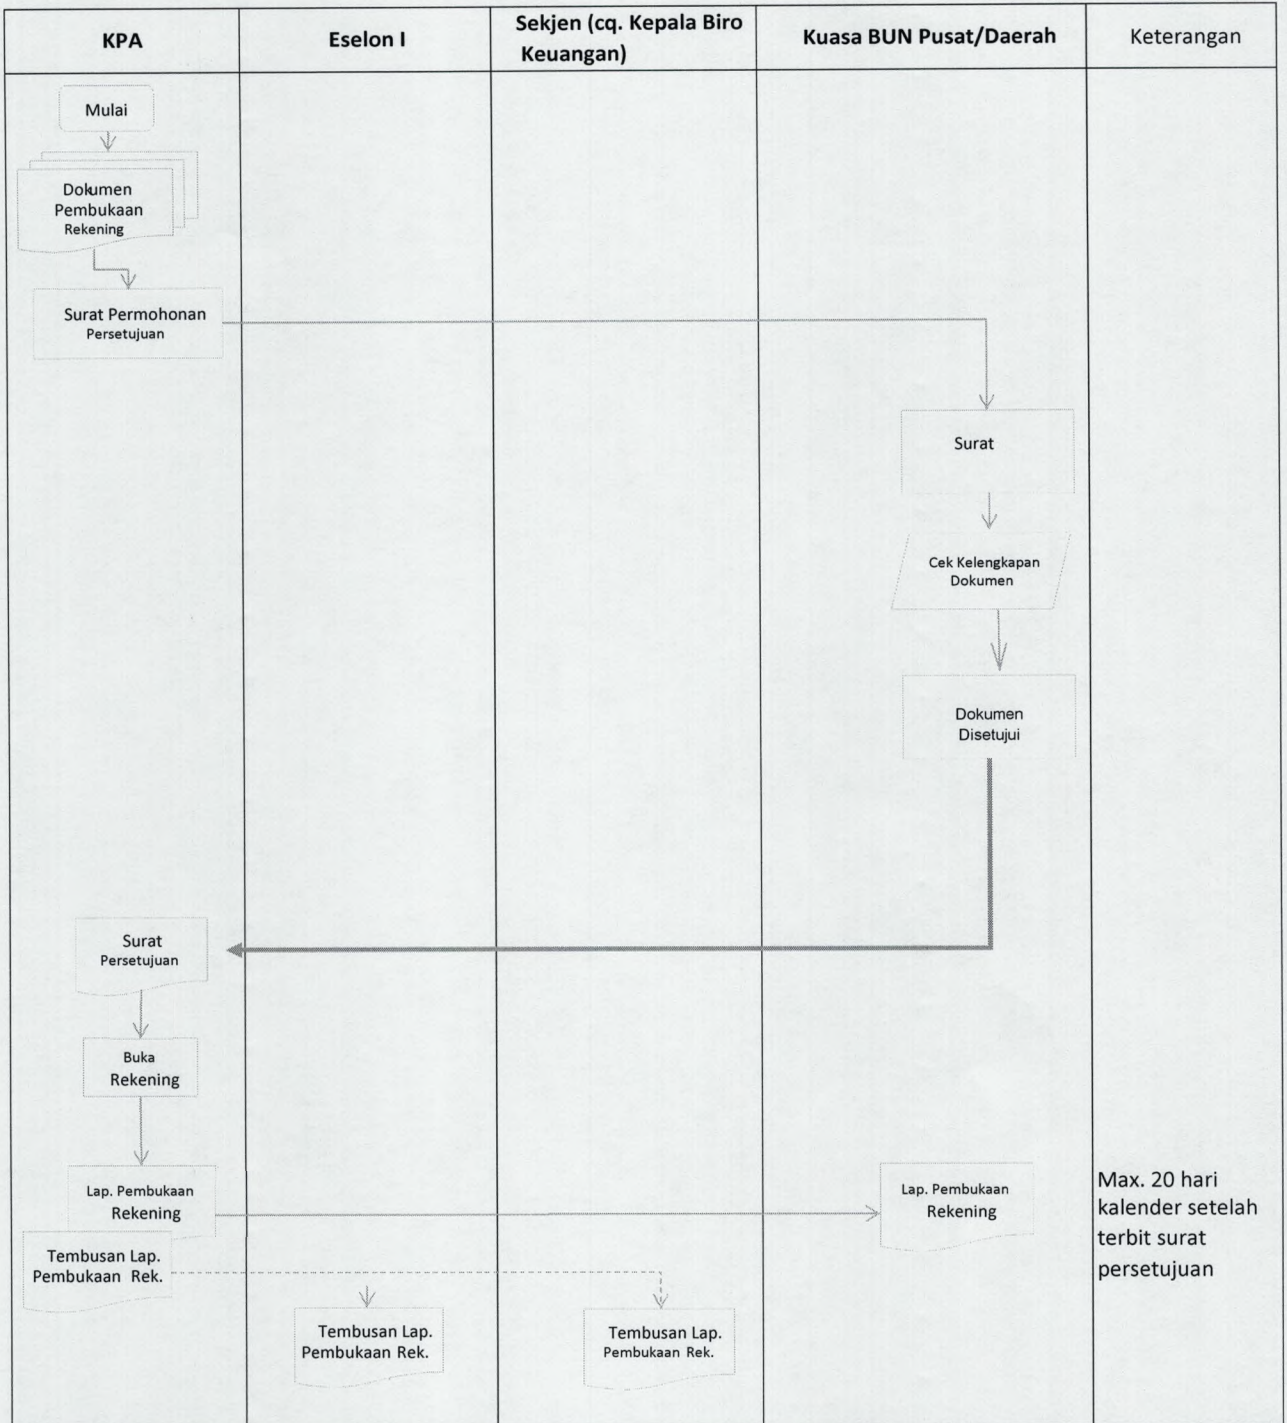 KPA
Eselon I
Sekjen (cq. Kepala Biro
Keuangan)
Kuasa BUN Pusat/Daerah
Keterangan
Mulai
Dokumen
Pembukaan
Rekening
Surat Permohonan
Persetujuan
Surat
Cek Kelengkapan
Dokumen
Dokumen
Disetujui
Surat
Persetujuan
Buka
Rekening
Lap. Pembukaan
Rekening
Lap. Pembukaan
Rekening
Max. 20 hari
kalender setelah
terbit surat
persetujuan
Tembusan Lap.
Pembukaan Rek.
Tembusan Lap.
Pembukaan Rek.
Tembusan Lap.
Pembukaan Rek.